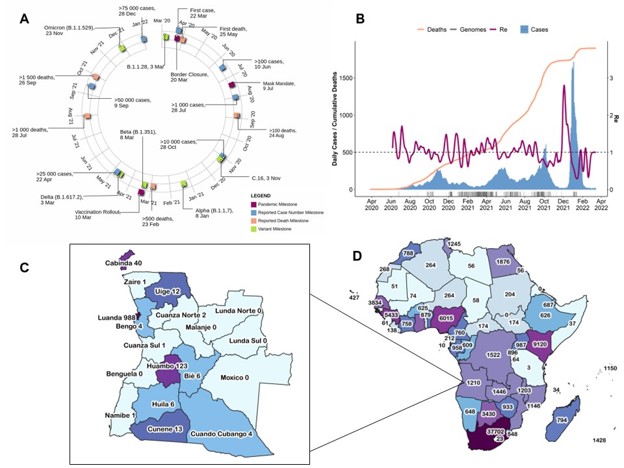 A
>75 000 cases,
28 Dec
First case,
22 Mar
First death,
25 May
Omicron (B.1.1.529),
23 Nov
Jan '22
Mar '20
Apr '20
May '20
Jun '20
Jul '20
Aug '20
Sep '20
Oct '20
Nov '20
Dec '20
Jan '21
Feb '21
Mar '21
Apr '21
May '21
Jun '21
Jul '21
Aug '21
Sep '21
Oct '21
Nov '21
Dec '21
B.1.1.28, 3 Mar
Border Closure,
20 Mar
>100 cases,
10 Jun
Mask Mandate,
9 Jul
>1 500 deaths,
26 Sep
>50 000 cases,
9 Sep
>1 000 cases,
28 Jul
>1 000 deaths,
28 Jul
>100 deaths,
24 Aug
Beta (B.1.351),
8 Mar
>10 000 cases,
28 Oct
>25 000 cases,
22 Apr
C.16, 3 Nov
Delta (B.1.617.2),
3 Mar
Vaccination Rollout,
10 Mar
>500 deaths,
23 Feb
Alpha (B.1.1.7),
8 Jan
LEGEND
Pandemic Milestone
Reported Case Number Milestone
Reported Death Milestone
Variant Milestone
B
Deaths Genomes Re Cases
Daily Cases / Cumulative Deaths
1500
1000
500
0
Re
3
2
1
0
Apr 2020
Jun 2020
Aug 2020
Oct 2020
Dec 2020
Feb 2021
Apr 2021
Jun 2021
Aug 2021
Oct 2021
Dec 2021
Feb 2022
Apr 2022
C
Cabinda 40
Zaire 1
Uige 12
Luanda 988
Bengo 4
Cuanza Norte 2
Lunda Norte 0
Malanje 0
Cuanza Sul 1
Lunda Sul 0
Huambo 123
Benguela 0
Bié 6
Moxico 0
Huila 6
Namibe 1
Cunene 13
Cuando Cubango 4
D
788
1245
268
264
56
1876
56
51
427
74
264
58
204
0
3834
5433
61
138
758
625
879
6015
687
626
174
0
174
37
760
212
10
958
609
1522
987
896
64
9120
3
1150
1210
1446
1203
34
1146
648
3430
933
794
1428
37702
23
548